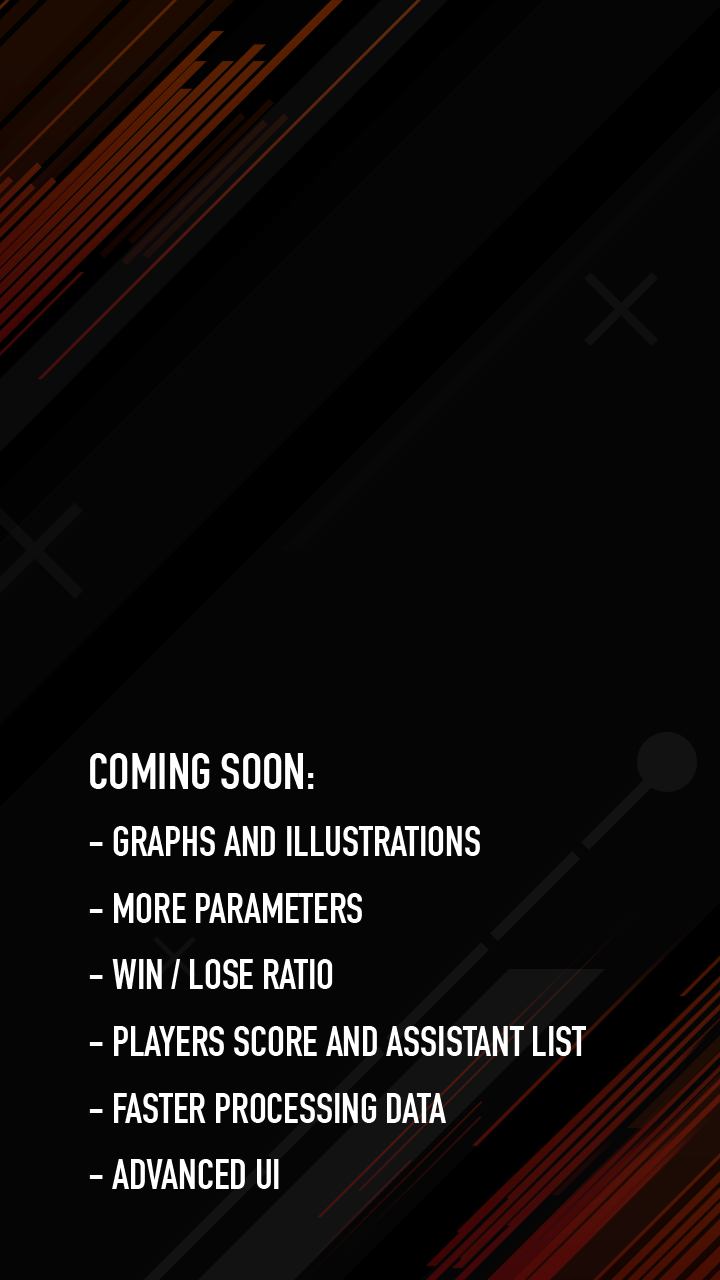 COMING SOON:
- GRAPHS AND ILLUSTRATIONS
- MORE PARAMETERS
- WIN / LOSE RATIO
- PLAYERS SCORE AND ASSISTANT LIST
- FASTER PROCESSING DATA
- ADVANCED UI